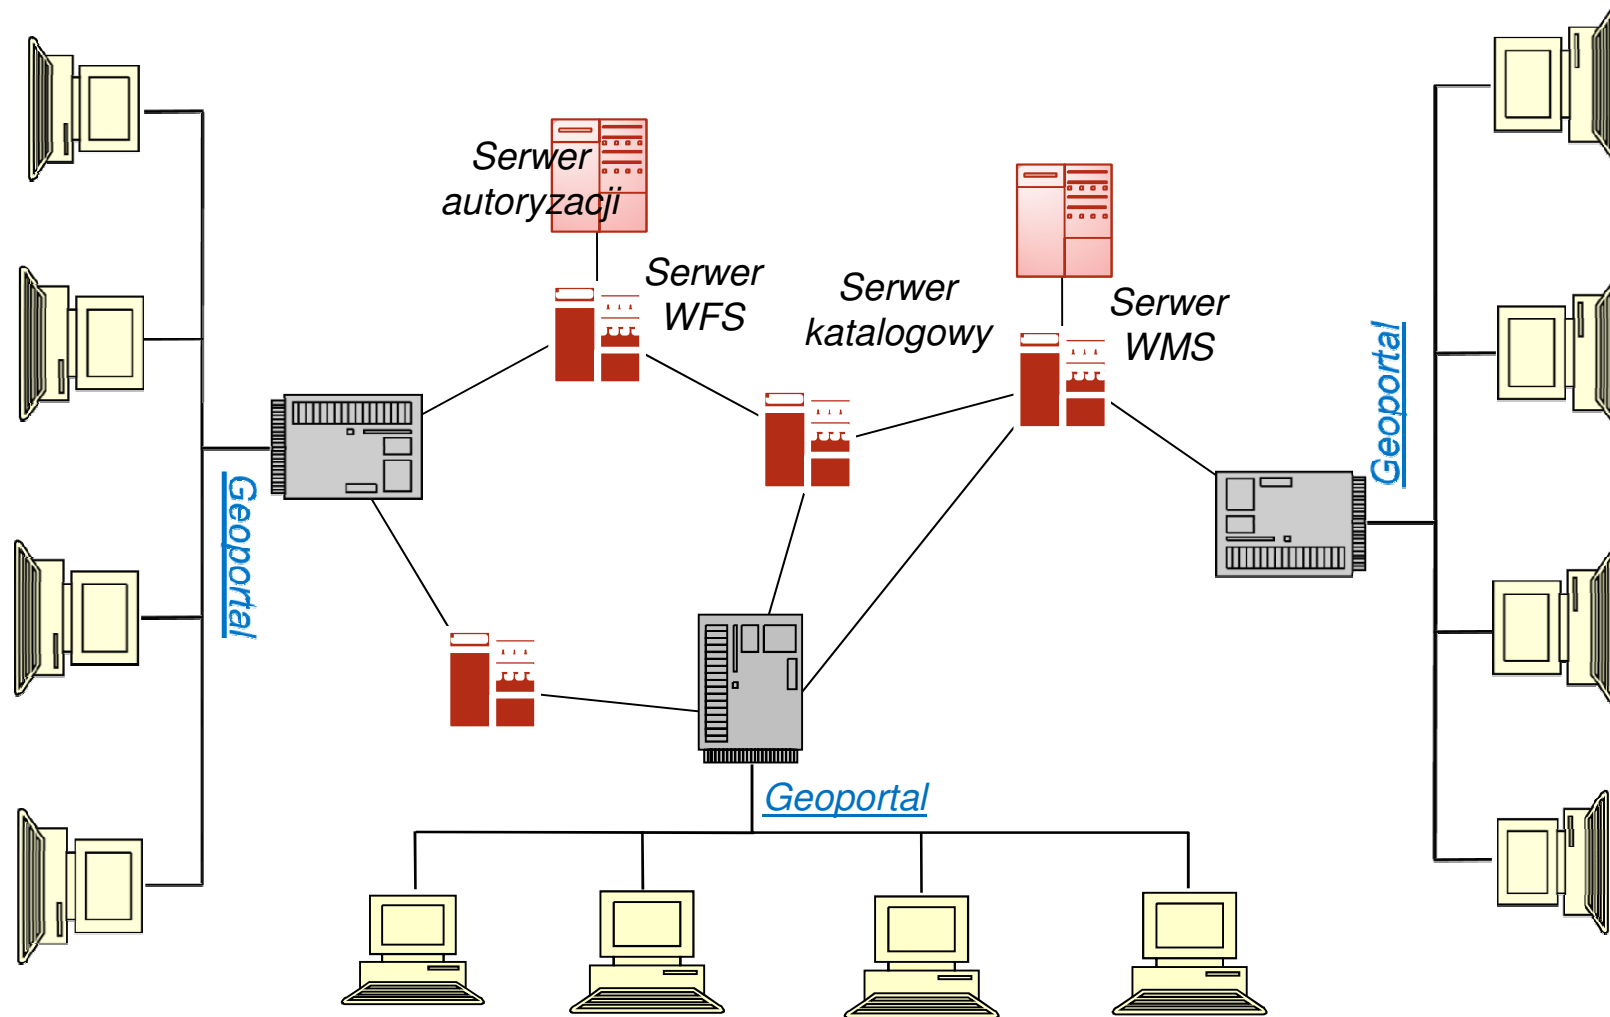 Serwer
autoryzacji
Serwer
WFS
Serwer
katalogowy
Serwer
WMS
Geoportal
Geoportal
Geoportal